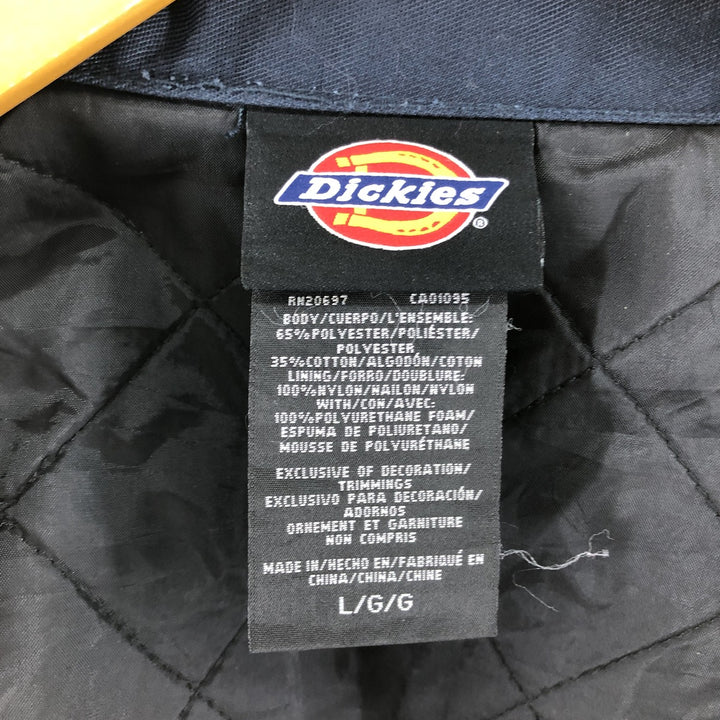 Dickies
®
RN20697 CA01095
BODY/CUERPO/L'ENSEMBLE:
65%POLYESTER/POLIÉSTER/
POLYESTER
35%COTTON/ALGODÓN/COTON
LINING/FORRO/DOUBLURE:
100%NYLON/NAILON/NYLON
WITH/CON/AVEC:
100%POLYURETHANE FOAM/
ESPUMA DE POLIURETANO/
MOUSSE DE POLYURÉTHANE
EXCLUSIVE OF DECORATION/
TRIMMINGS
EXCLUSIVO PARA DECORACIÓN/
ADORNOS
ORNEMENT ET GARNITURE
NON COMPRIS
MADE IN/HECHO EN/FABRIQUÉ EN
CHINA/CHINA/CHINE
L/G/G